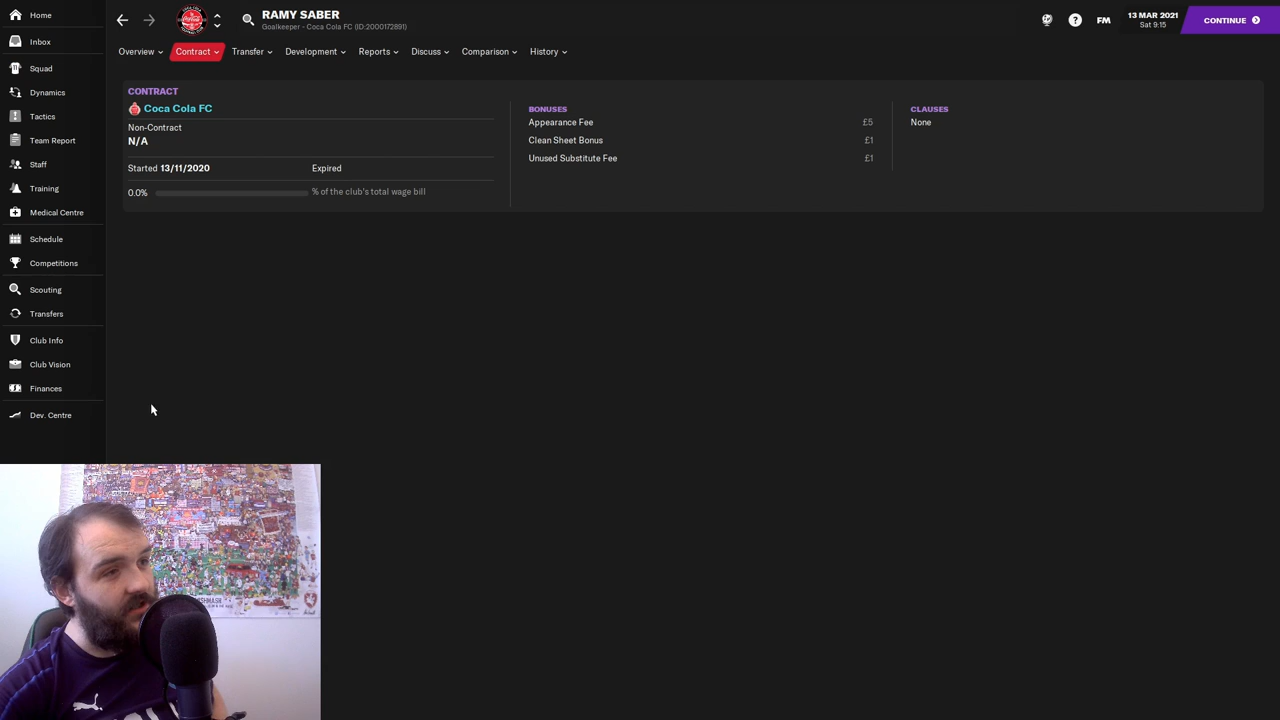 Home
Inbox
Squad
Dynamics
Tactics
Team Report
Staff
Training
Medical Centre
Schedule
Competitions
Scouting
Transfers
Club Info
Club Vision
Finances
Dev. Centre
RAMY SABER
Goalkeeper - Coca Cola FC (ID:2000172891)
FM
13 MAR 2021
Sat 9:15
CONTINUE
Overview
Contract
Transfer
Development
Reports
Discuss
Comparison
History
CONTRACT
Coca Cola FC
Non-Contract
N/A
Started 13/11/2020
Expired
0.0%
% of the club's total wage bill
BONUSES
Appearance Fee £5
Clean Sheet Bonus £1
Unused Substitute Fee £1
CLAUSES
None